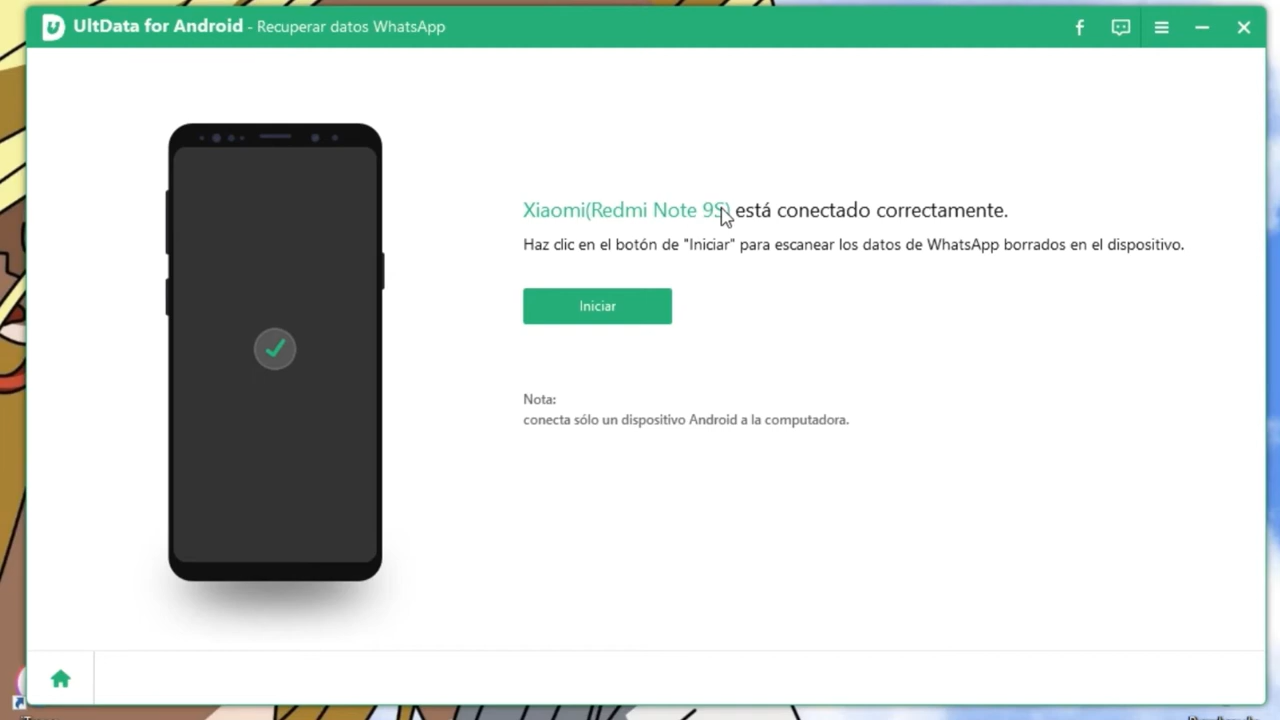 UltData for Android - Recuperar datos WhatsApp
Xiaomi(Redmi Note 9S) está conectado correctamente.
Haz clic en el botón de "Iniciar" para escanear los datos de WhatsApp borrados en el dispositivo.
Iniciar
Nota:
conecta sólo un dispositivo Android a la computadora.